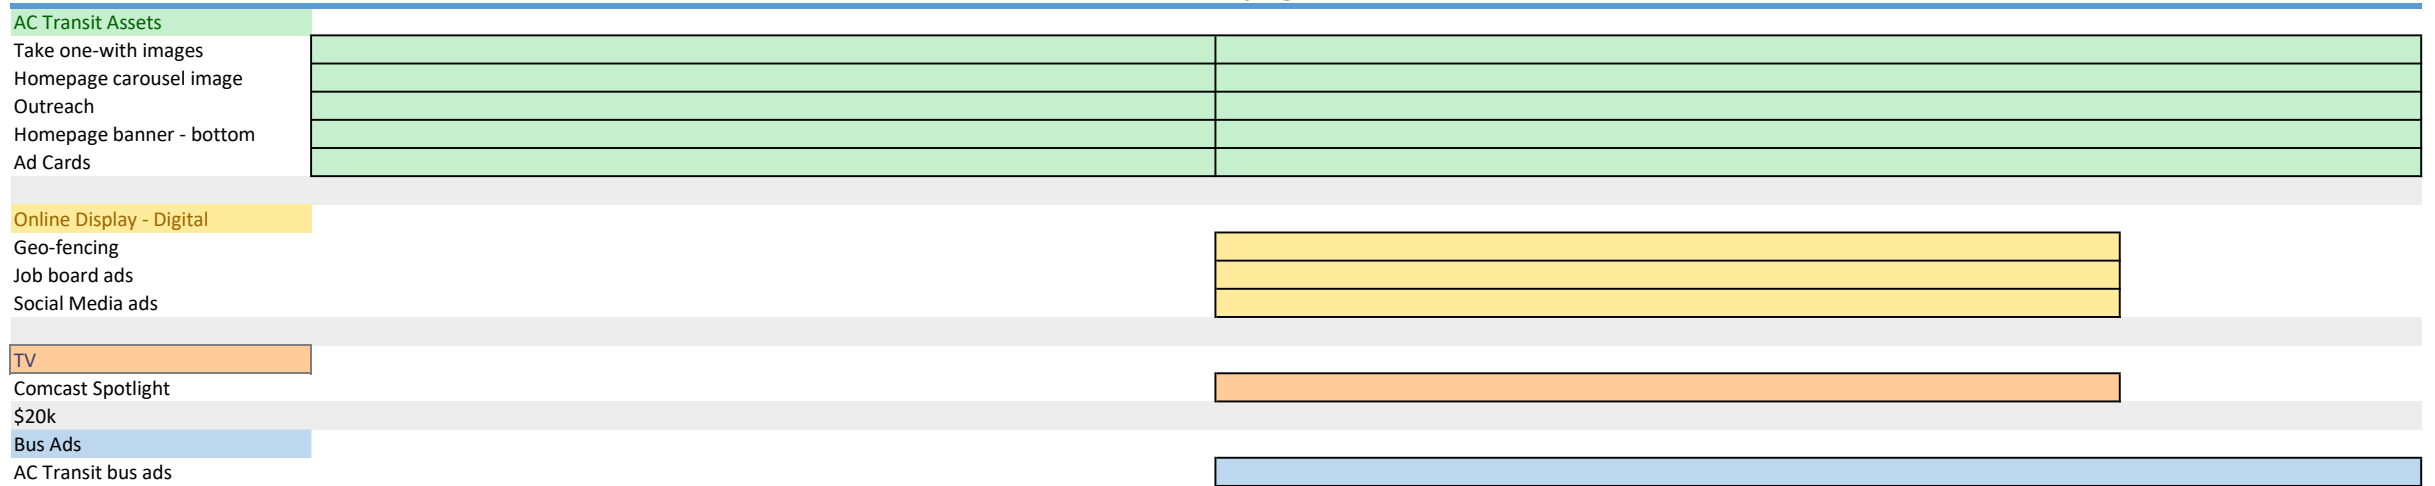 AC Transit Assets
Take one-with images
Homepage carousel image
Outreach
Homepage banner - bottom
Ad Cards
Online Display - Digital
Geo-fencing
Job board ads
Social Media ads
TV
Comcast Spotlight
$20k
Bus Ads
AC Transit bus ads